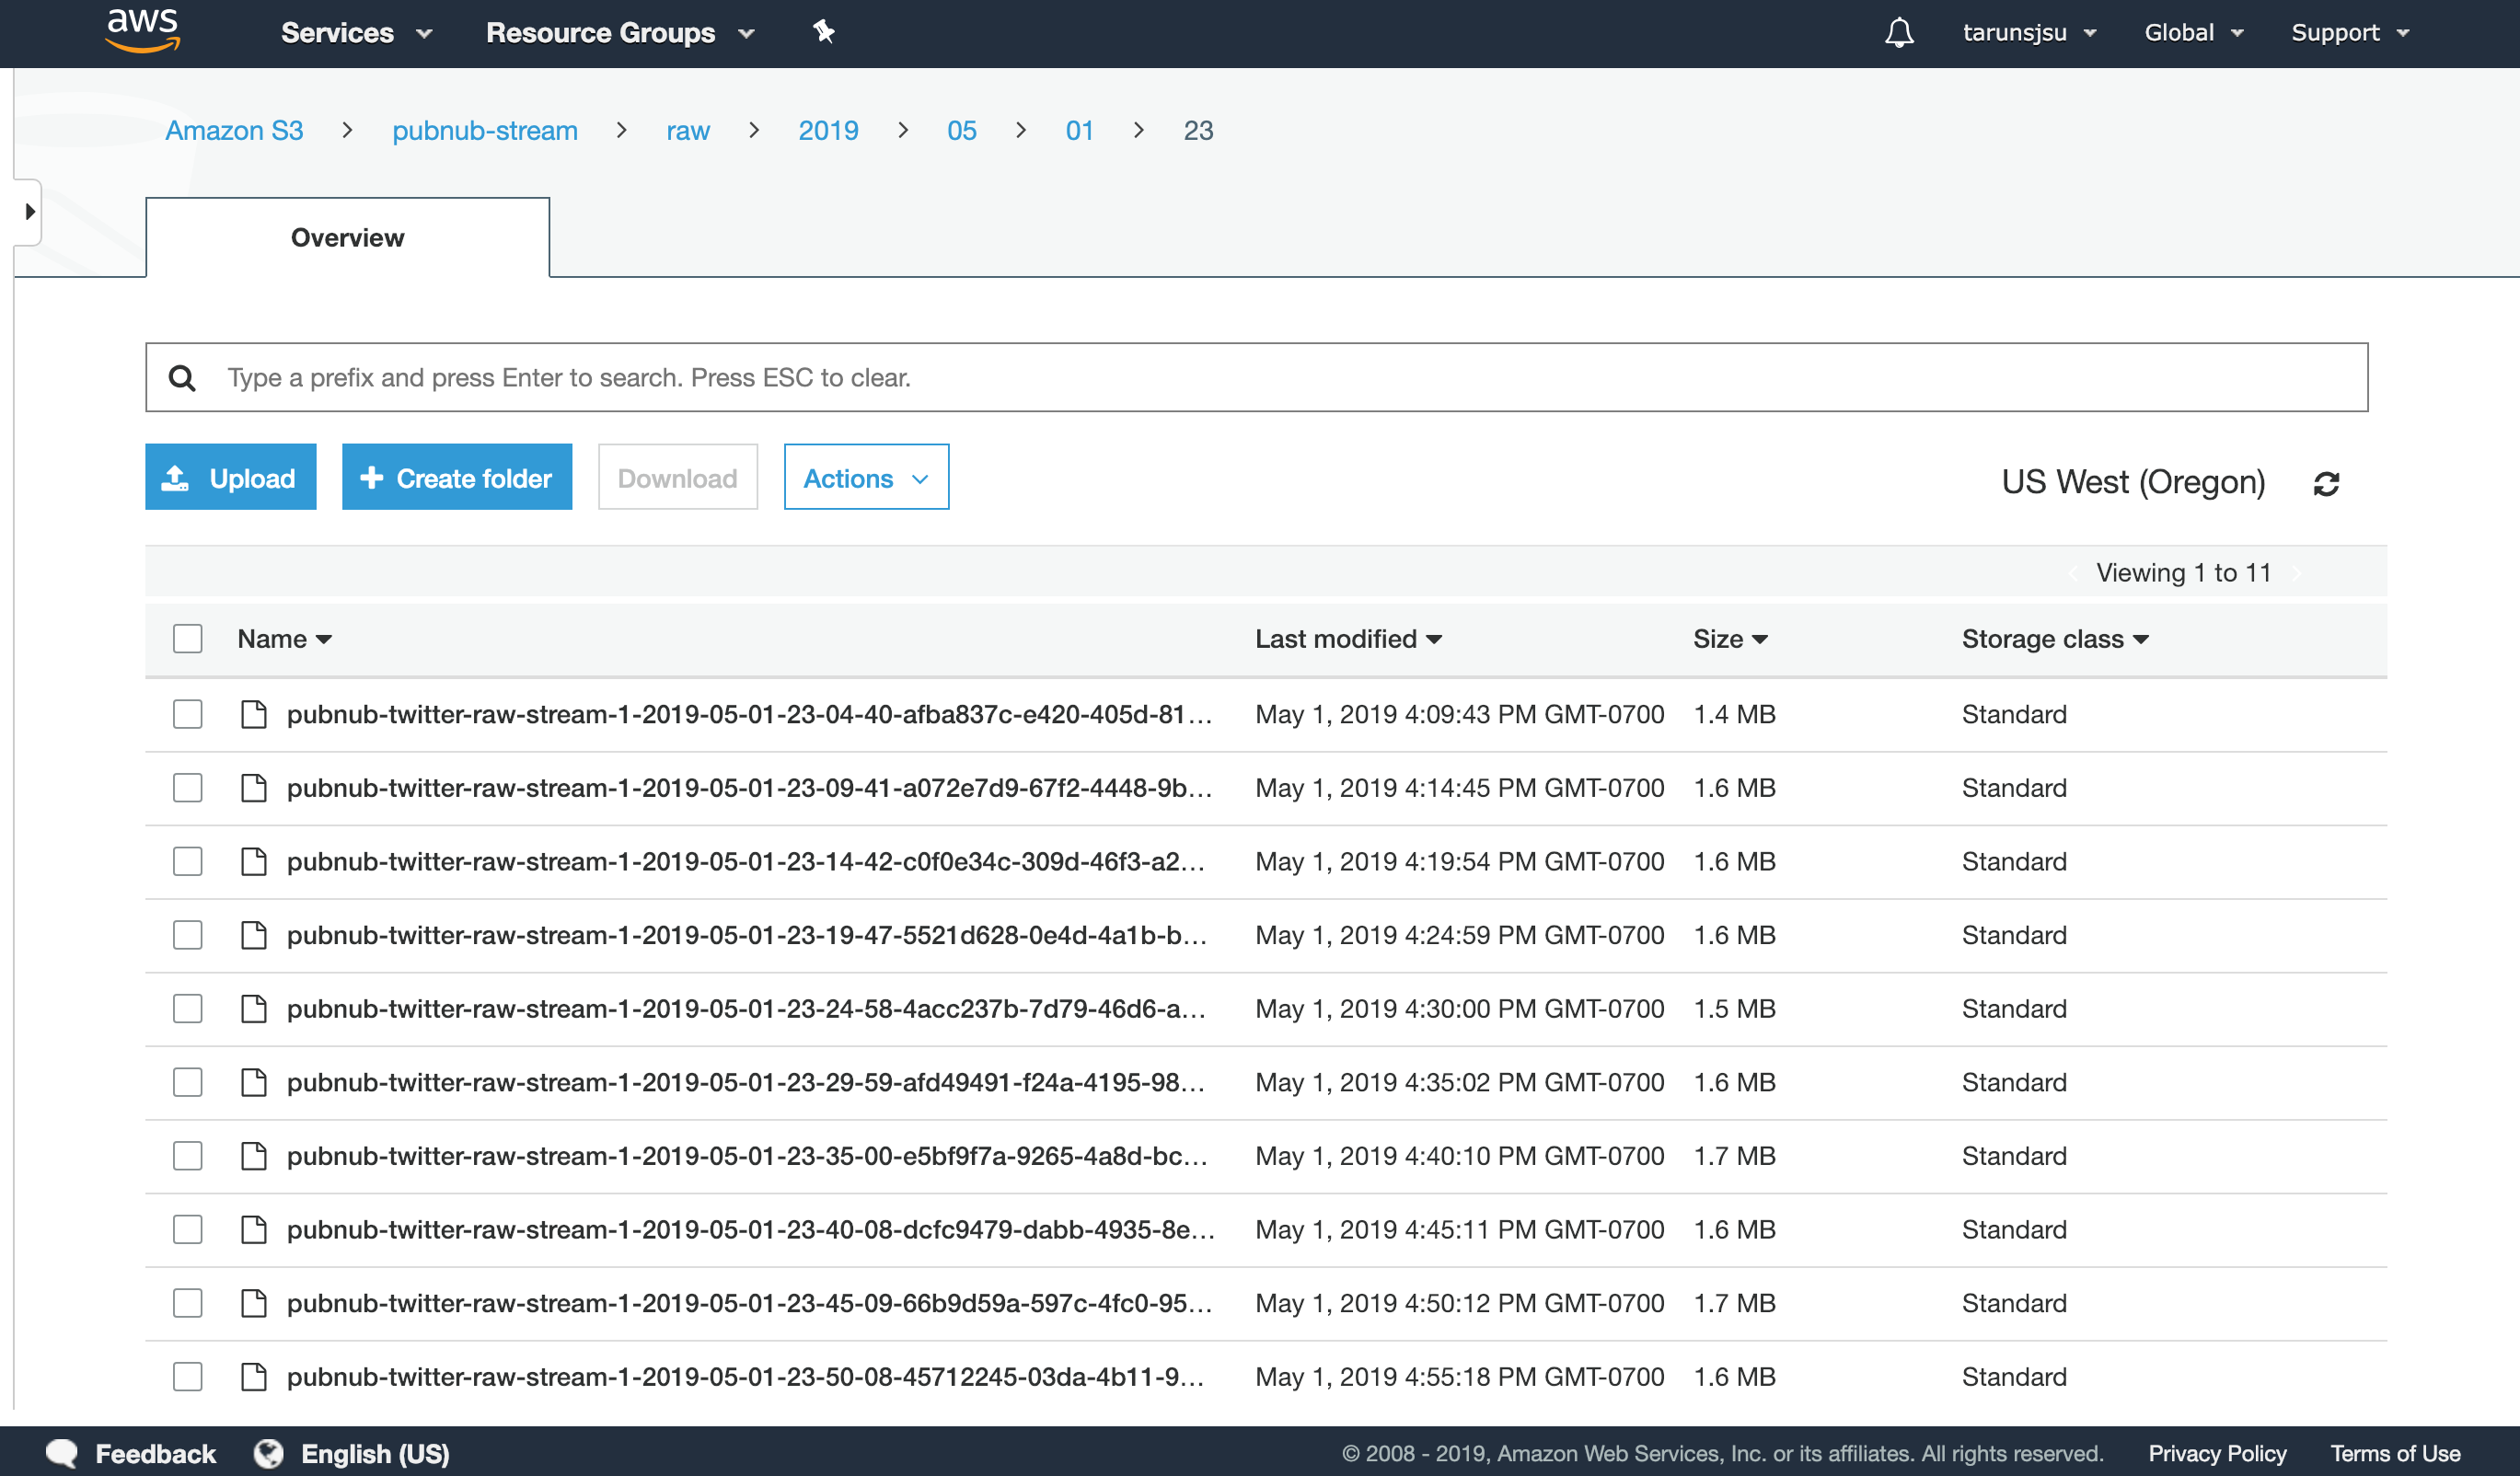 aws Services Resource Groups tarunsjsu Global Support
Amazon S3 > pubnub-stream > raw > 2019 > 05 > 01 > 23
Overview
Type a prefix and press Enter to search. Press ESC to clear.
Upload + Create folder Download Actions US West (Oregon)
Viewing 1 to 11
Name Last modified Size Storage class
pubnub-twitter-raw-stream-1-2019-05-01-23-04-40-afba837c-e420-405d-81... May 1, 2019 4:09:43 PM GMT-0700 1.4 MB Standard
pubnub-twitter-raw-stream-1-2019-05-01-23-09-41-a072e7d9-67f2-4448-9b... May 1, 2019 4:14:45 PM GMT-0700 1.6 MB Standard
pubnub-twitter-raw-stream-1-2019-05-01-23-14-42-c0f0e34c-309d-46f3-a2... May 1, 2019 4:19:54 PM GMT-0700 1.6 MB Standard
pubnub-twitter-raw-stream-1-2019-05-01-23-19-47-5521d628-0e4d-4a1b-b... May 1, 2019 4:24:59 PM GMT-0700 1.6 MB Standard
pubnub-twitter-raw-stream-1-2019-05-01-23-24-58-4acc237b-7d79-46d6-a... May 1, 2019 4:30:00 PM GMT-0700 1.5 MB Standard
pubnub-twitter-raw-stream-1-2019-05-01-23-29-59-afd49491-f24a-4195-98... May 1, 2019 4:35:02 PM GMT-0700 1.6 MB Standard
pubnub-twitter-raw-stream-1-2019-05-01-23-35-00-e5bf9f7a-9265-4a8d-bc... May 1, 2019 4:40:10 PM GMT-0700 1.7 MB Standard
pubnub-twitter-raw-stream-1-2019-05-01-23-40-08-dcfc9479-dabb-4935-8e... May 1, 2019 4:45:11 PM GMT-0700 1.6 MB Standard
pubnub-twitter-raw-stream-1-2019-05-01-23-45-09-66b9d59a-597c-4fc0-95... May 1, 2019 4:50:12 PM GMT-0700 1.7 MB Standard
pubnub-twitter-raw-stream-1-2019-05-01-23-50-08-45712245-03da-4b11-9... May 1, 2019 4:55:18 PM GMT-0700 1.6 MB Standard
Feedback English (US) © 2008 - 2019, Amazon Web Services, Inc. or its affiliates. All rights reserved. Privacy Policy Terms of Use